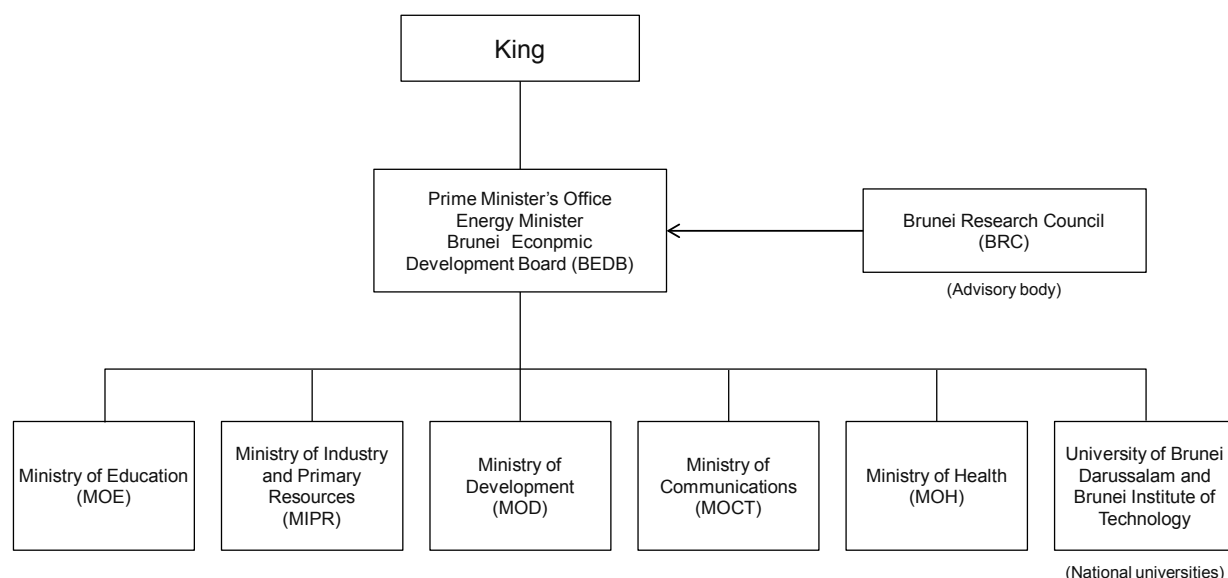 King
Prime Minister’s Office
Energy Minister
Brunei Econpmic
Development Board (BEDB)
Brunei Research Council
(BRC)
(Advisory body)
Ministry of Education
(MOE)
Ministry of Industry
and Primary
Resources
(MIPR)
Ministry of
Development
(MOD)
Ministry of
Communications
(MOCT)
Ministry of Health
(MOH)
University of Brunei
Darussalam and
Brunei Institute of
Technology
(National universities)